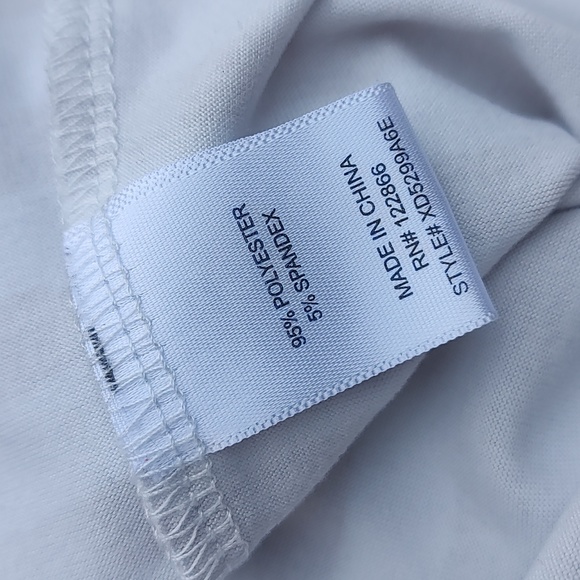 95% POLYESTER
5% SPANDEX
MADE IN CHINA
RN# 122866
STYLE# XD5299A6E